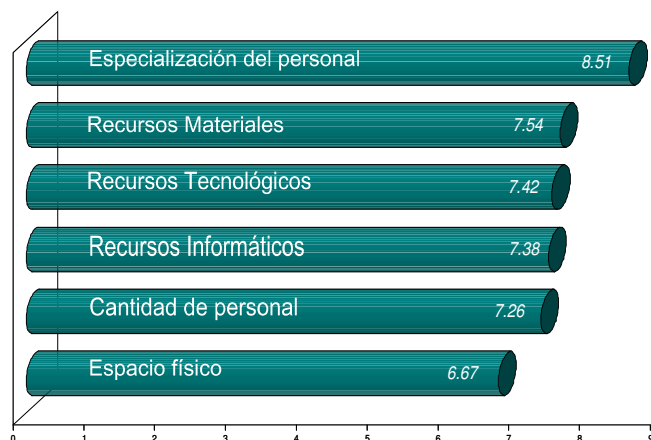 Especialización del personal 8.51
Recursos Materiales 7.54
Recursos Tecnológicos 7.42
Recursos Informáticos 7.38
Cantidad de personal 7.26
Espacio físico 6.67
0 1 2 3 4 5 6 7 8 9